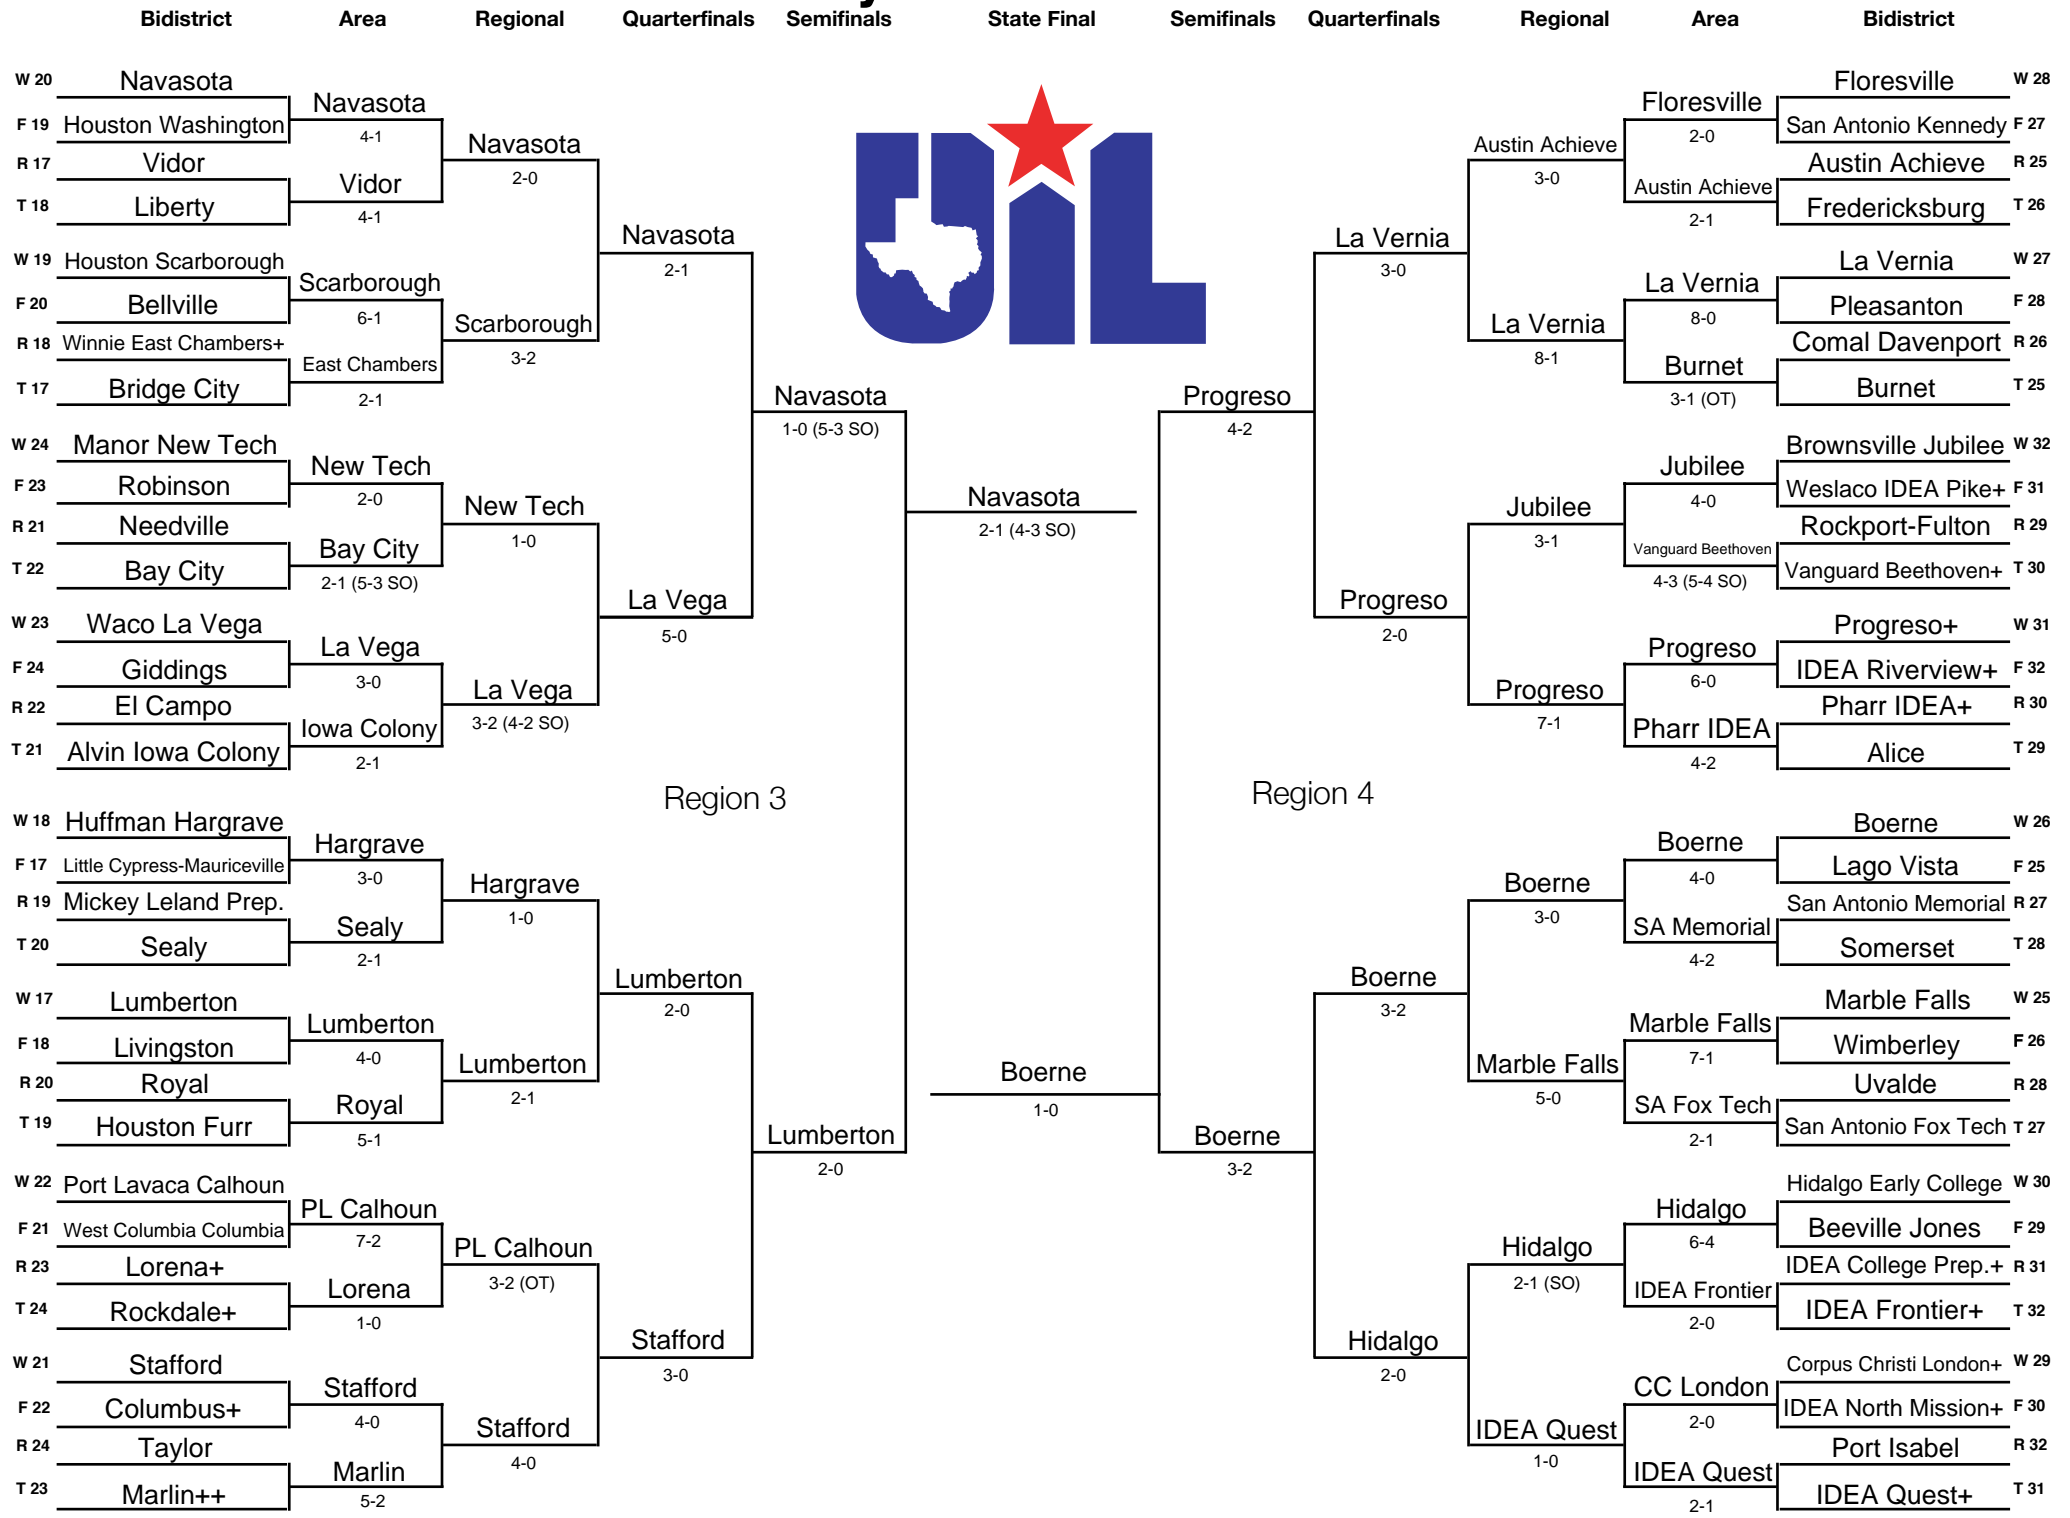 Bidistrict Area Regional Quarterfinals Semifinals State Final Semifinals Quarterfinals Regional Area Bidistrict
W 20 Navasota
F 19 Houston Washington
R 17 Vidor
T 18 Liberty
W 19 Houston Scarborough
F 20 Bellville
R 18 Winnie East Chambers+
T 17 Bridge City
W 24 Manor New Tech
F 23 Robinson
R 21 Needville
T 22 Bay City
W 23 Waco La Vega
F 24 Giddings
R 22 El Campo
T 21 Alvin Iowa Colony
W 18 Huffman Hargrave
F 17 Little Cypress-Mauriceville
R 19 Mickey Leland Prep.
T 20 Sealy
W 17 Lumberton
F 18 Livingston
R 20 Royal
T 19 Houston Furr
W 22 Port Lavaca Calhoun
F 21 West Columbia Columbia
R 23 Lorena+
T 24 Rockdale+
W 21 Stafford
F 22 Columbus+
R 24 Taylor
T 23 Marlin++
Navasota
4-1
Vidor
4-1
Scarborough
6-1
East Chambers
2-1
New Tech
2-0
Bay City
2-1 (5-3 SO)
La Vega
3-0
Iowa Colony
2-1
Hargrave
3-0
Sealy
2-1
Lumberton
4-0
Royal
5-1
PL Calhoun
7-2
Lorena
1-0
Stafford
4-0
Marlin
5-2
Navasota
2-0
Scarborough
3-2
New Tech
1-0
La Vega
3-2 (4-2 SO)
Hargrave
1-0
Lumberton
2-1
PL Calhoun
3-2 (OT)
Stafford
4-0
Navasota
2-1
La Vega
5-0
Region 3
Lumberton
2-0
Stafford
3-0
Navasota
1-0 (5-3 SO)
Lumberton
2-0
UIL
Navasota
2-1 (4-3 SO)
Boerne
1-0
Progreso
4-2
Boerne
3-2
La Vernia
3-0
Progreso
2-0
Region 4
Boerne
3-2
Hidalgo
2-0
Austin Achieve
3-0
La Vernia
8-1
Jubilee
3-1
Progreso
7-1
Boerne
3-0
Marble Falls
5-0
Hidalgo
2-1 (SO)
IDEA Quest
1-0
Floresville
2-0
Austin Achieve
2-1
La Vernia
8-0
Burnet
3-1 (OT)
Jubilee
4-0
Vanguard Beethoven
4-3 (5-4 SO)
Progreso
6-0
Pharr IDEA
4-2
Boerne
4-0
SA Memorial
4-2
Marble Falls
7-1
SA Fox Tech
2-1
Hidalgo
6-4
IDEA Frontier
2-0
CC London
2-0
IDEA Quest
2-1
Floresville W 28
San Antonio Kennedy F 27
Austin Achieve R 25
Fredericksburg T 26
La Vernia W 27
Pleasanton F 28
Comal Davenport R 26
Burnet T 25
Brownsville Jubilee W 32
Weslaco IDEA Pike+ F 31
Rockport-Fulton R 29
Vanguard Beethoven+ T 30
Progreso+ W 31
IDEA Riverview+ F 32
Pharr IDEA+ R 30
Alice T 29
Boerne W 26
Lago Vista F 25
San Antonio Memorial R 27
Somerset T 28
Marble Falls W 25
Wimberley F 26
Uvalde R 28
San Antonio Fox Tech T 27
Hidalgo Early College W 30
Beeville Jones F 29
IDEA College Prep.+ R 31
IDEA Frontier+ T 32
Corpus Christi London+ W 29
IDEA North Mission+ F 30
Port Isabel R 32
IDEA Quest+ T 31